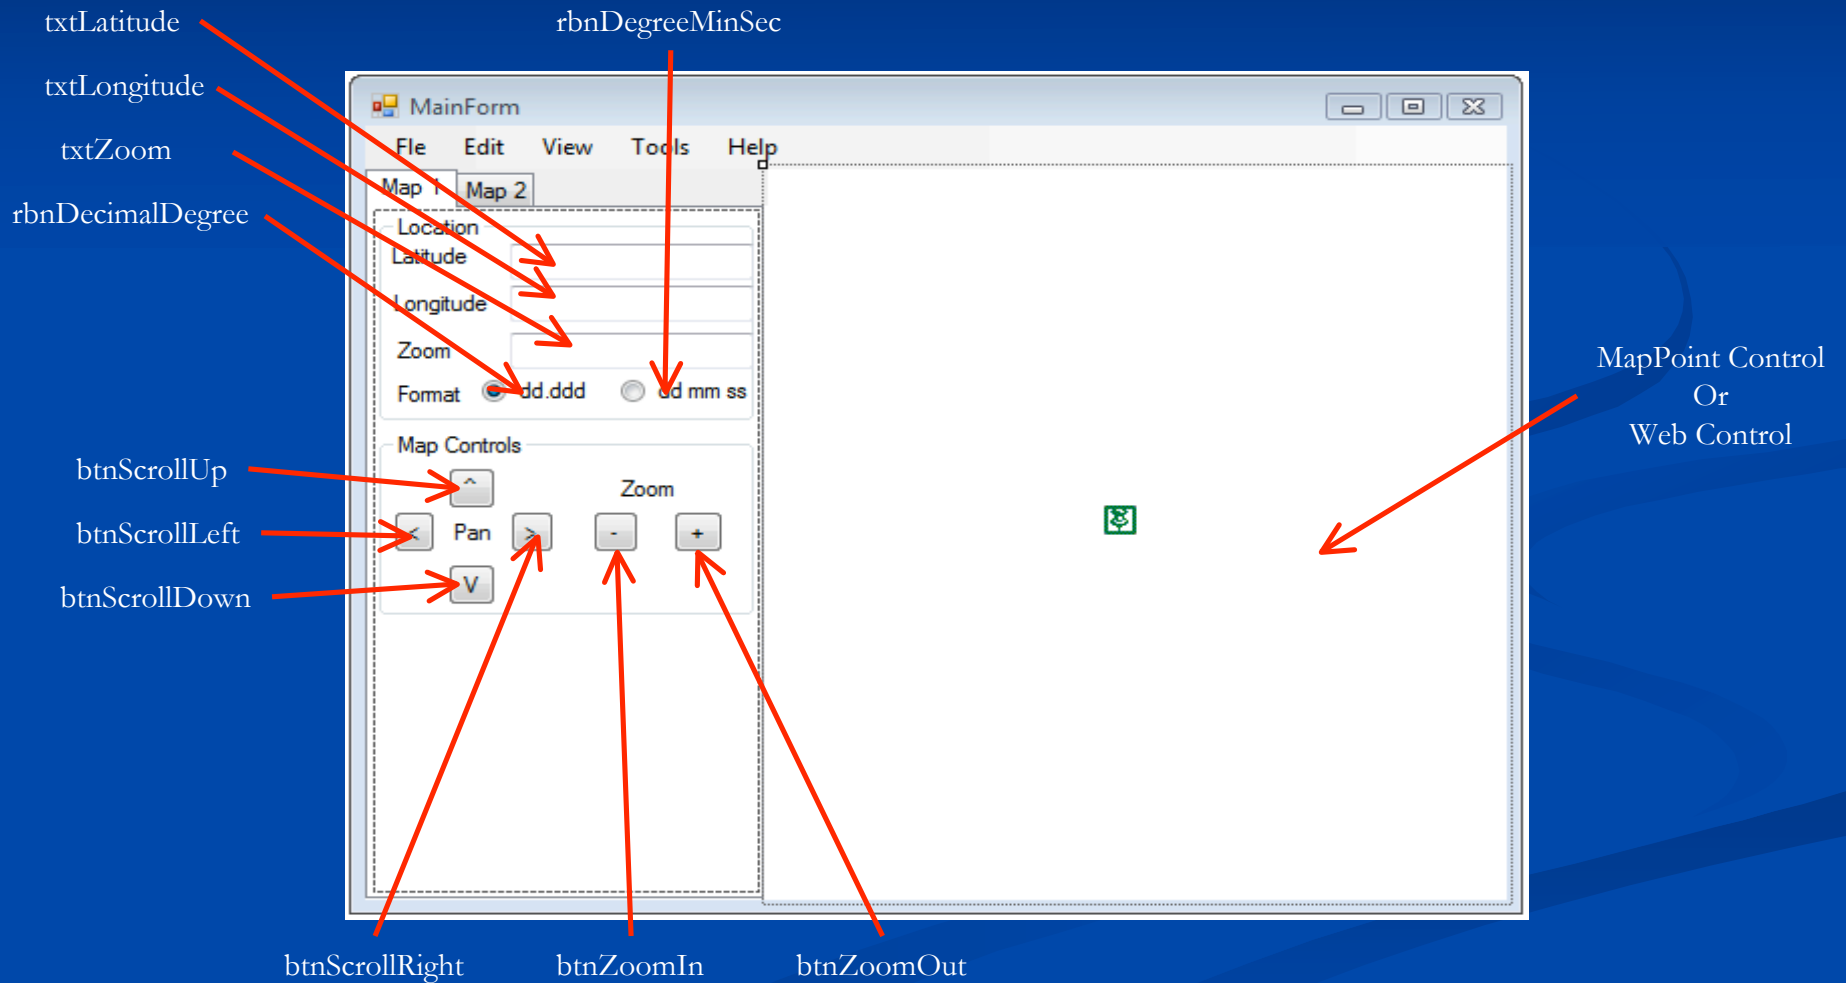 txtLatitude
rbnDegreeMinSec
txtLongitude
txtZoom
rbnDecimalDegree
MainForm
Fle Edit View Tools Help
Map 1 Map 2
Location
Latitude
Longitude
Zoom
Format dd.ddd dd mm ss
Map Controls
^
Zoom
< Pan > - +
V
MapPoint Control
Or
Web Control
btnScrollUp
btnScrollLeft
btnScrollDown
btnScrollRight
btnZoomIn
btnZoomOut